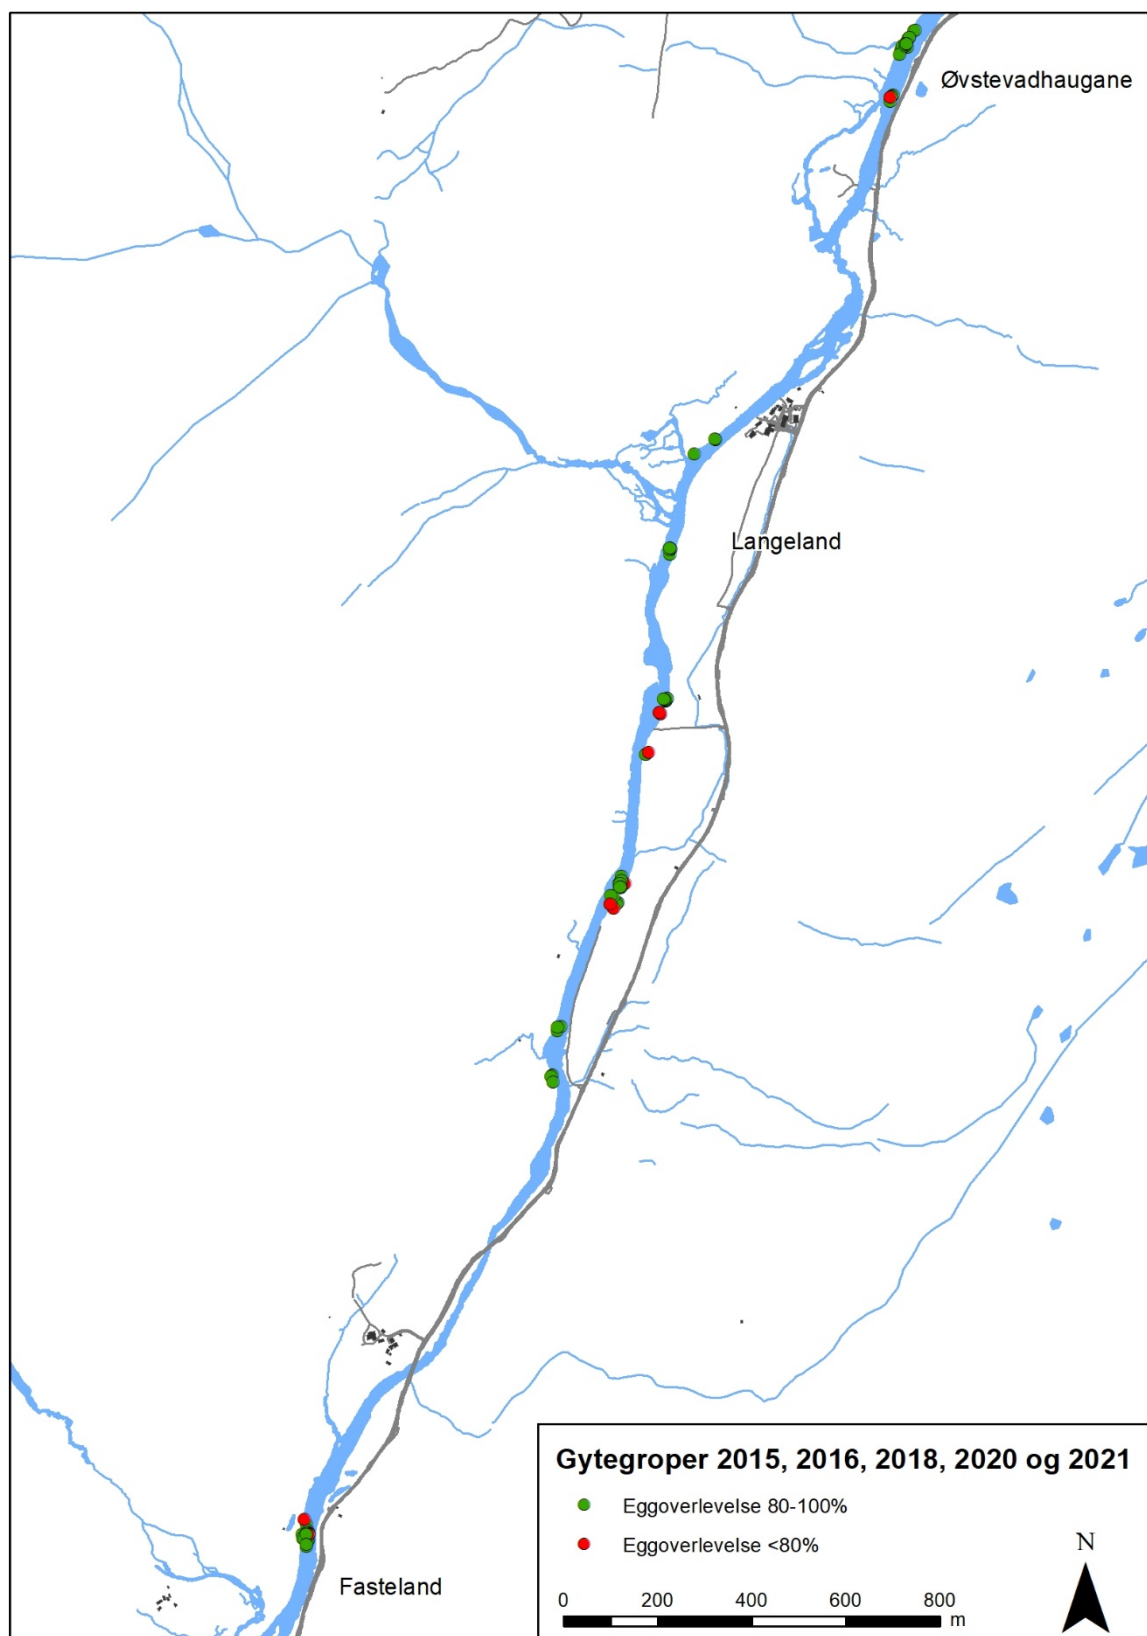 Øvstevadhaugane
Langeland
Fasteland
Gytegroper 2015, 2016, 2018, 2020 og 2021
Eggoverlevelse 80-100%
Eggoverlevelse <80%
N
0 200 400 600 800 m